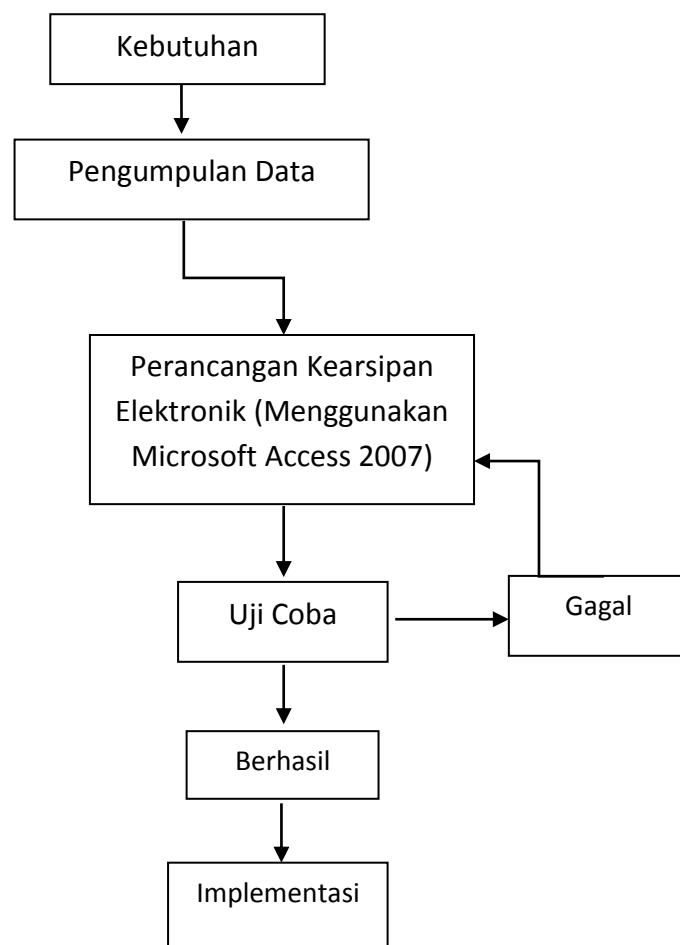 Kebutuhan
Pengumpulan Data
Perancangan Kearsipan
Elektronik (Menggunakan
Microsoft Access 2007)
Uji Coba
Gagal
Berhasil
Implementasi